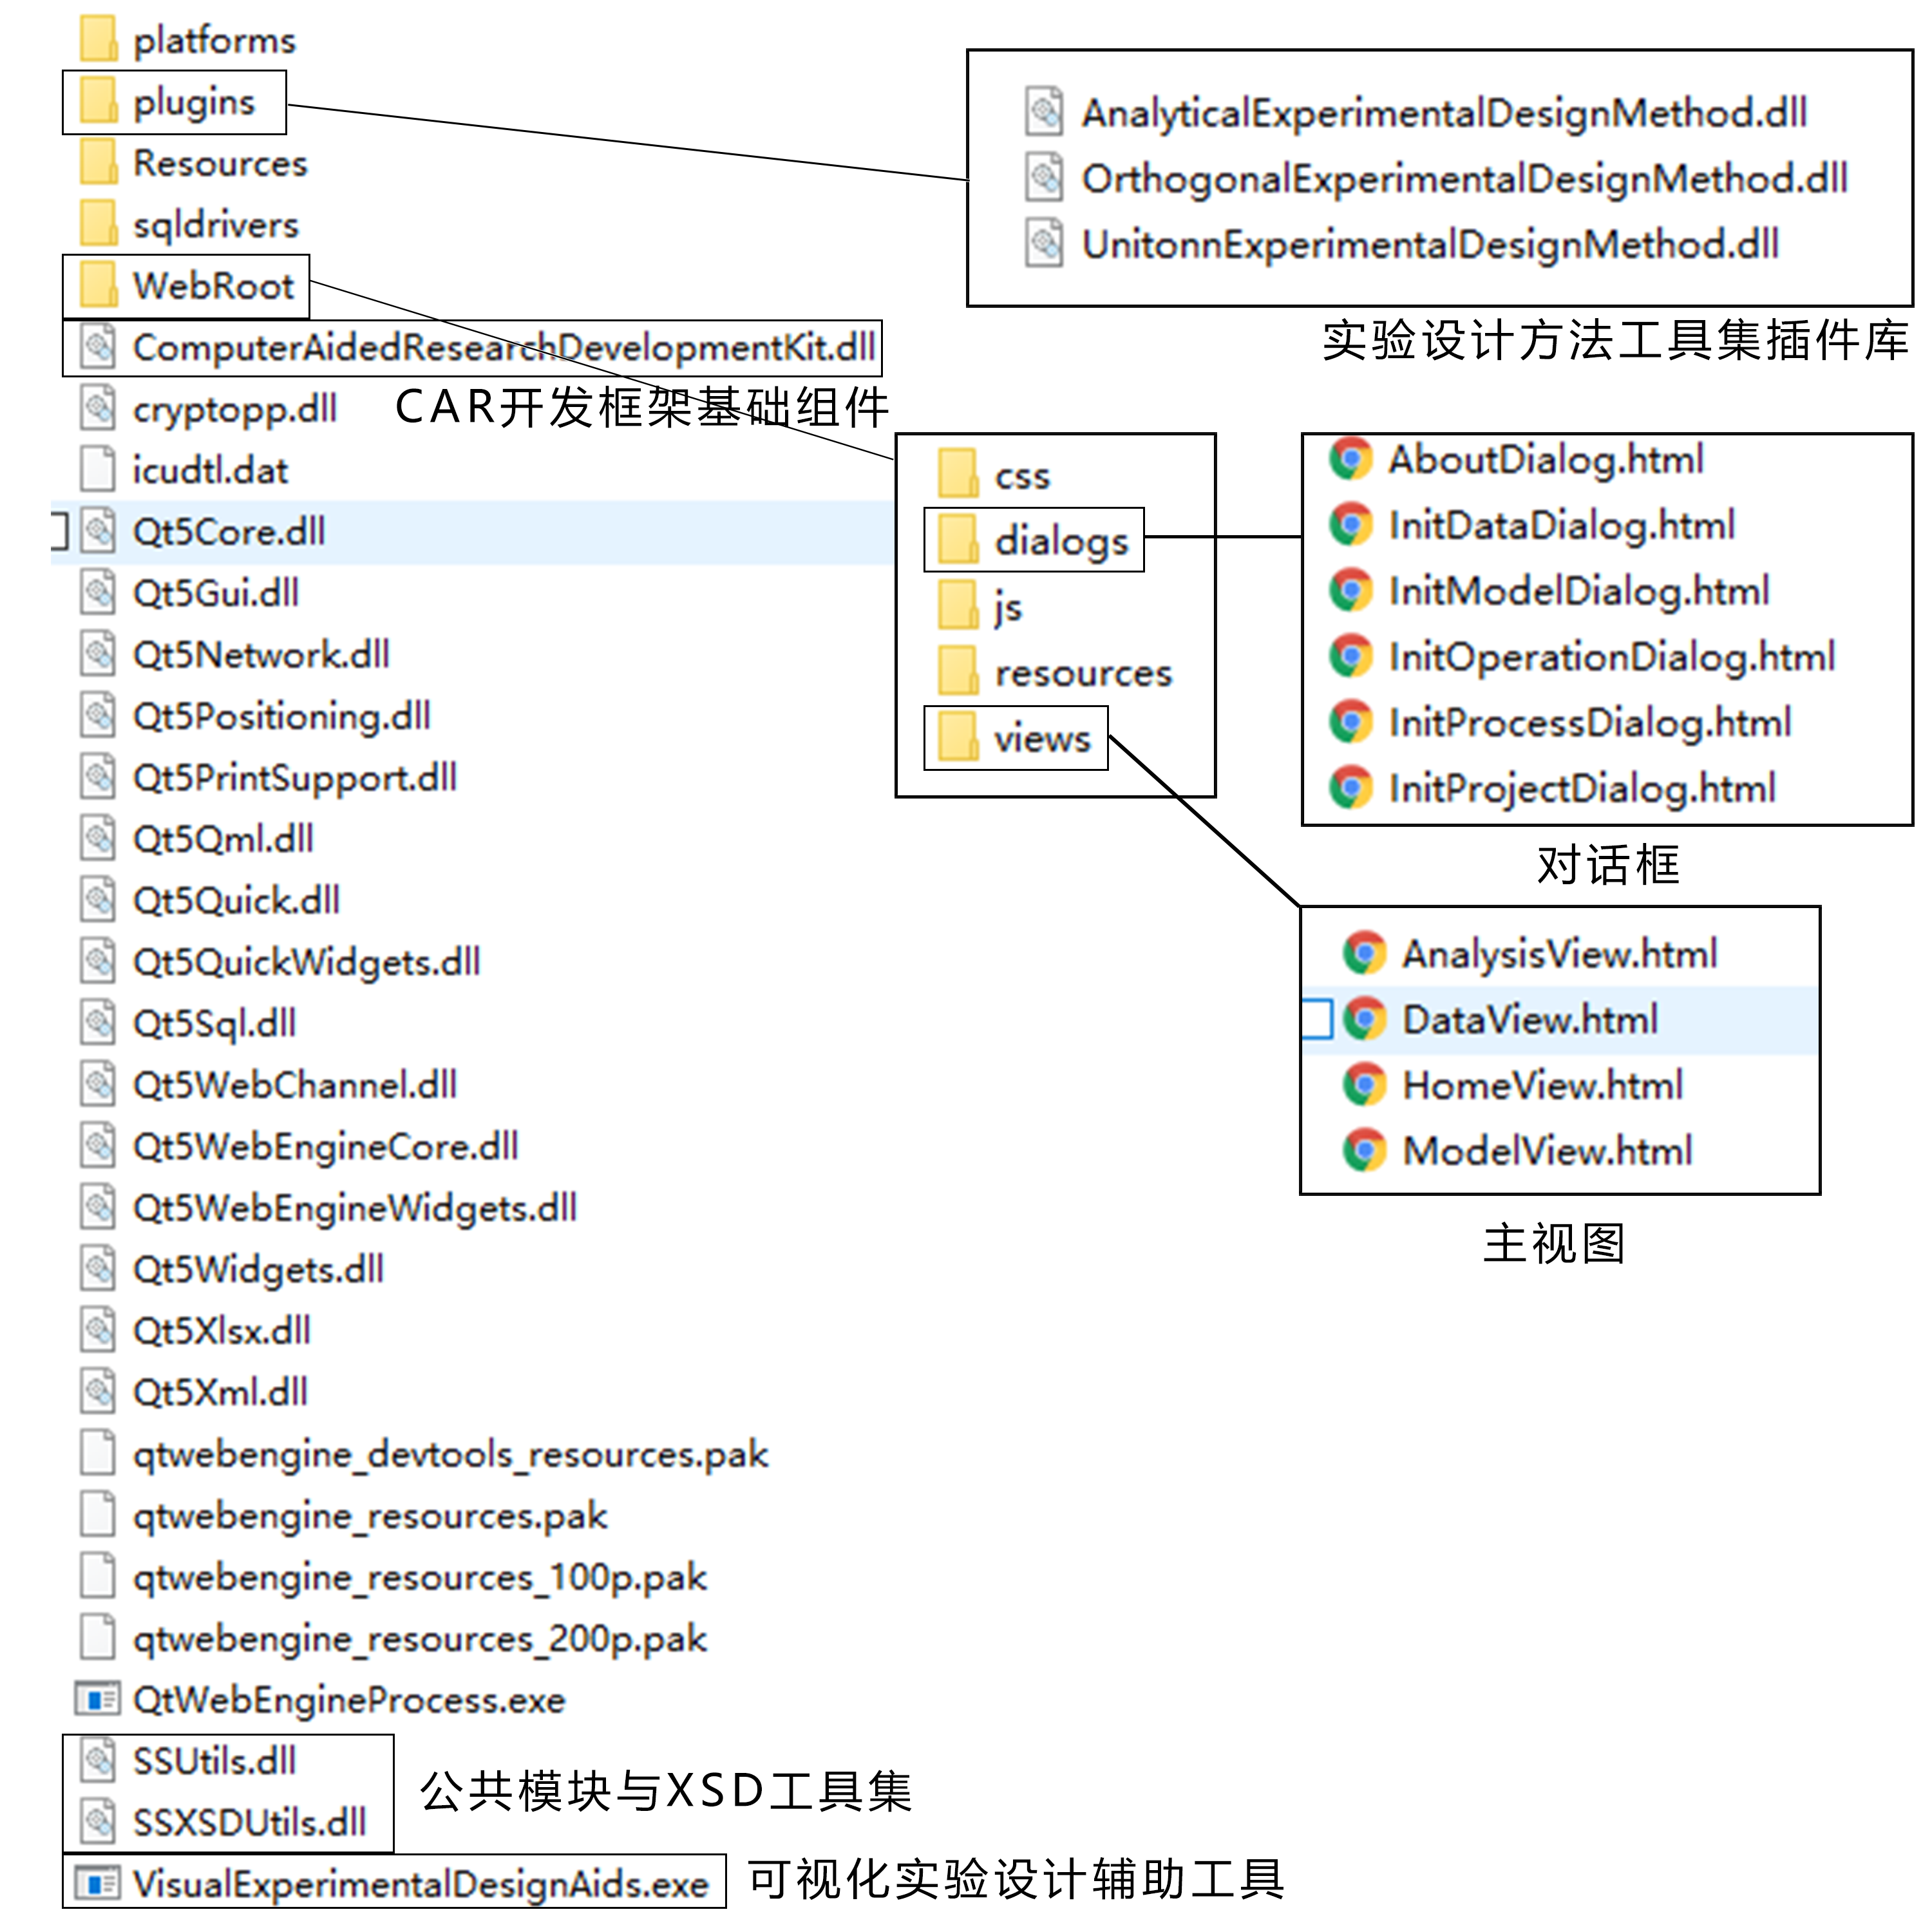 platforms
plugins
Resources
sqldrivers
WebRoot
ComputerAidedResearchDevelopmentKit.dll
CAR开发框架基础组件
cryptopp.dll
icudtl.dat
Qt5Core.dll
Qt5Gui.dll
Qt5Network.dll
Qt5Positioning.dll
Qt5PrintSupport.dll
Qt5Qml.dll
Qt5Quick.dll
Qt5QuickWidgets.dll
Qt5Sql.dll
Qt5WebChannel.dll
Qt5WebEngineCore.dll
Qt5WebEngineWidgets.dll
Qt5Widgets.dll
Qt5Xlsx.dll
Qt5Xml.dll
qtwebengine_devtools_resources.pak
qtwebengine_resources.pak
qtwebengine_resources_100p.pak
qtwebengine_resources_200p.pak
QtWebEngineProcess.exe
SSUtils.dll
SSXSDUtils.dll
公共模块与XSD工具集
VisualExperimentalDesignAids.exe
可视化实验设计辅助工具
AnalyticalExperimentalDesignMethod.dll
OrthogonalExperimentalDesignMethod.dll
UnitonnExperimentalDesignMethod.dll
实验设计方法工具集插件库
css
dialogs
js
resources
views
AboutDialog.html
InitDataDialog.html
InitModelDialog.html
InitOperationDialog.html
InitProcessDialog.html
InitProjectDialog.html
对话框
AnalysisView.html
DataView.html
HomeView.html
ModelView.html
主视图